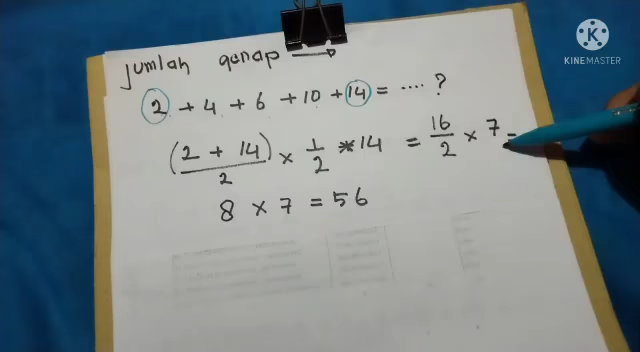 Jumlah genap →
2 + 4 + 6 + 10 + 14 = .... ?
(2 + 14)/2 × 1/2 * 14 = 16/2 × 7 =
8 × 7 = 56
KINEMASTER